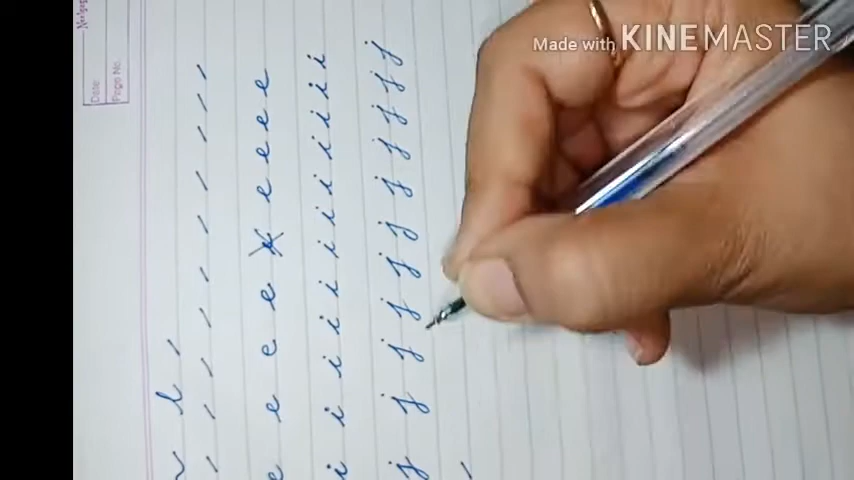 Made with KINEMASTER
Date
Page No.
e e e e e e e e
i i i i i i i i i i i i
j j j j j j j j j j j